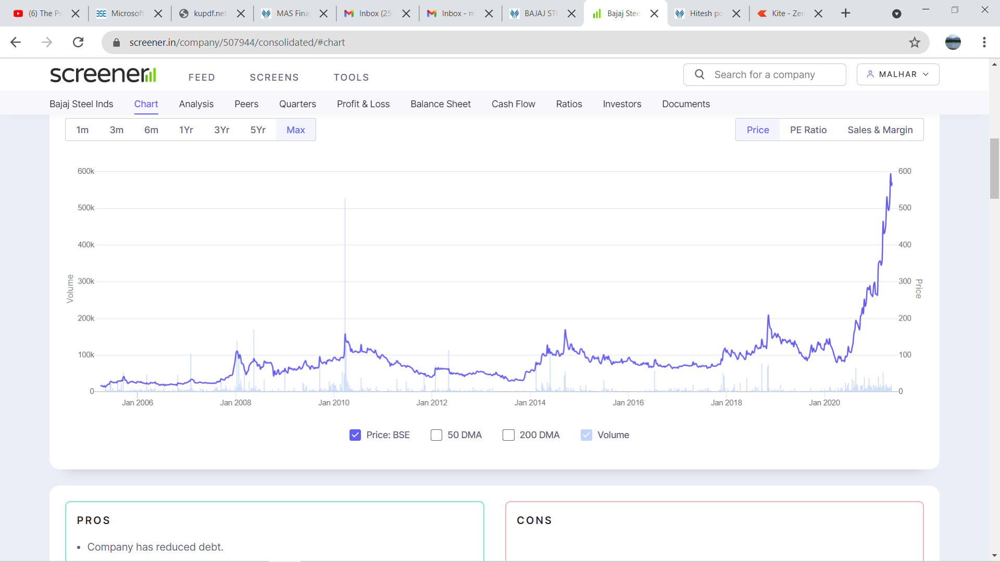 (6) The Ps
Microsoft
kupdf.net
MAS Fina
Inbox (25
Inbox - m
BAJAJ STE
Bajaj Stee
Hitesh po
Kite - Zer
screener.in/company/507944/consolidated/#chart
screener
FEED
SCREENS
TOOLS
Search for a company
MALHAR
Bajaj Steel Inds
Chart
Analysis
Peers
Quarters
Profit & Loss
Balance Sheet
Cash Flow
Ratios
Investors
Documents
1m
3m
6m
1Yr
3Yr
5Yr
Max
Price
PE Ratio
Sales & Margin
600k
600
500k
500
400k
400
300k
300
Volume
Price
200k
200
100k
100
0
0
Jan 2006
Jan 2008
Jan 2010
Jan 2012
Jan 2014
Jan 2016
Jan 2018
Jan 2020
Price: BSE
50 DMA
200 DMA
Volume
PROS
• Company has reduced debt.
CONS